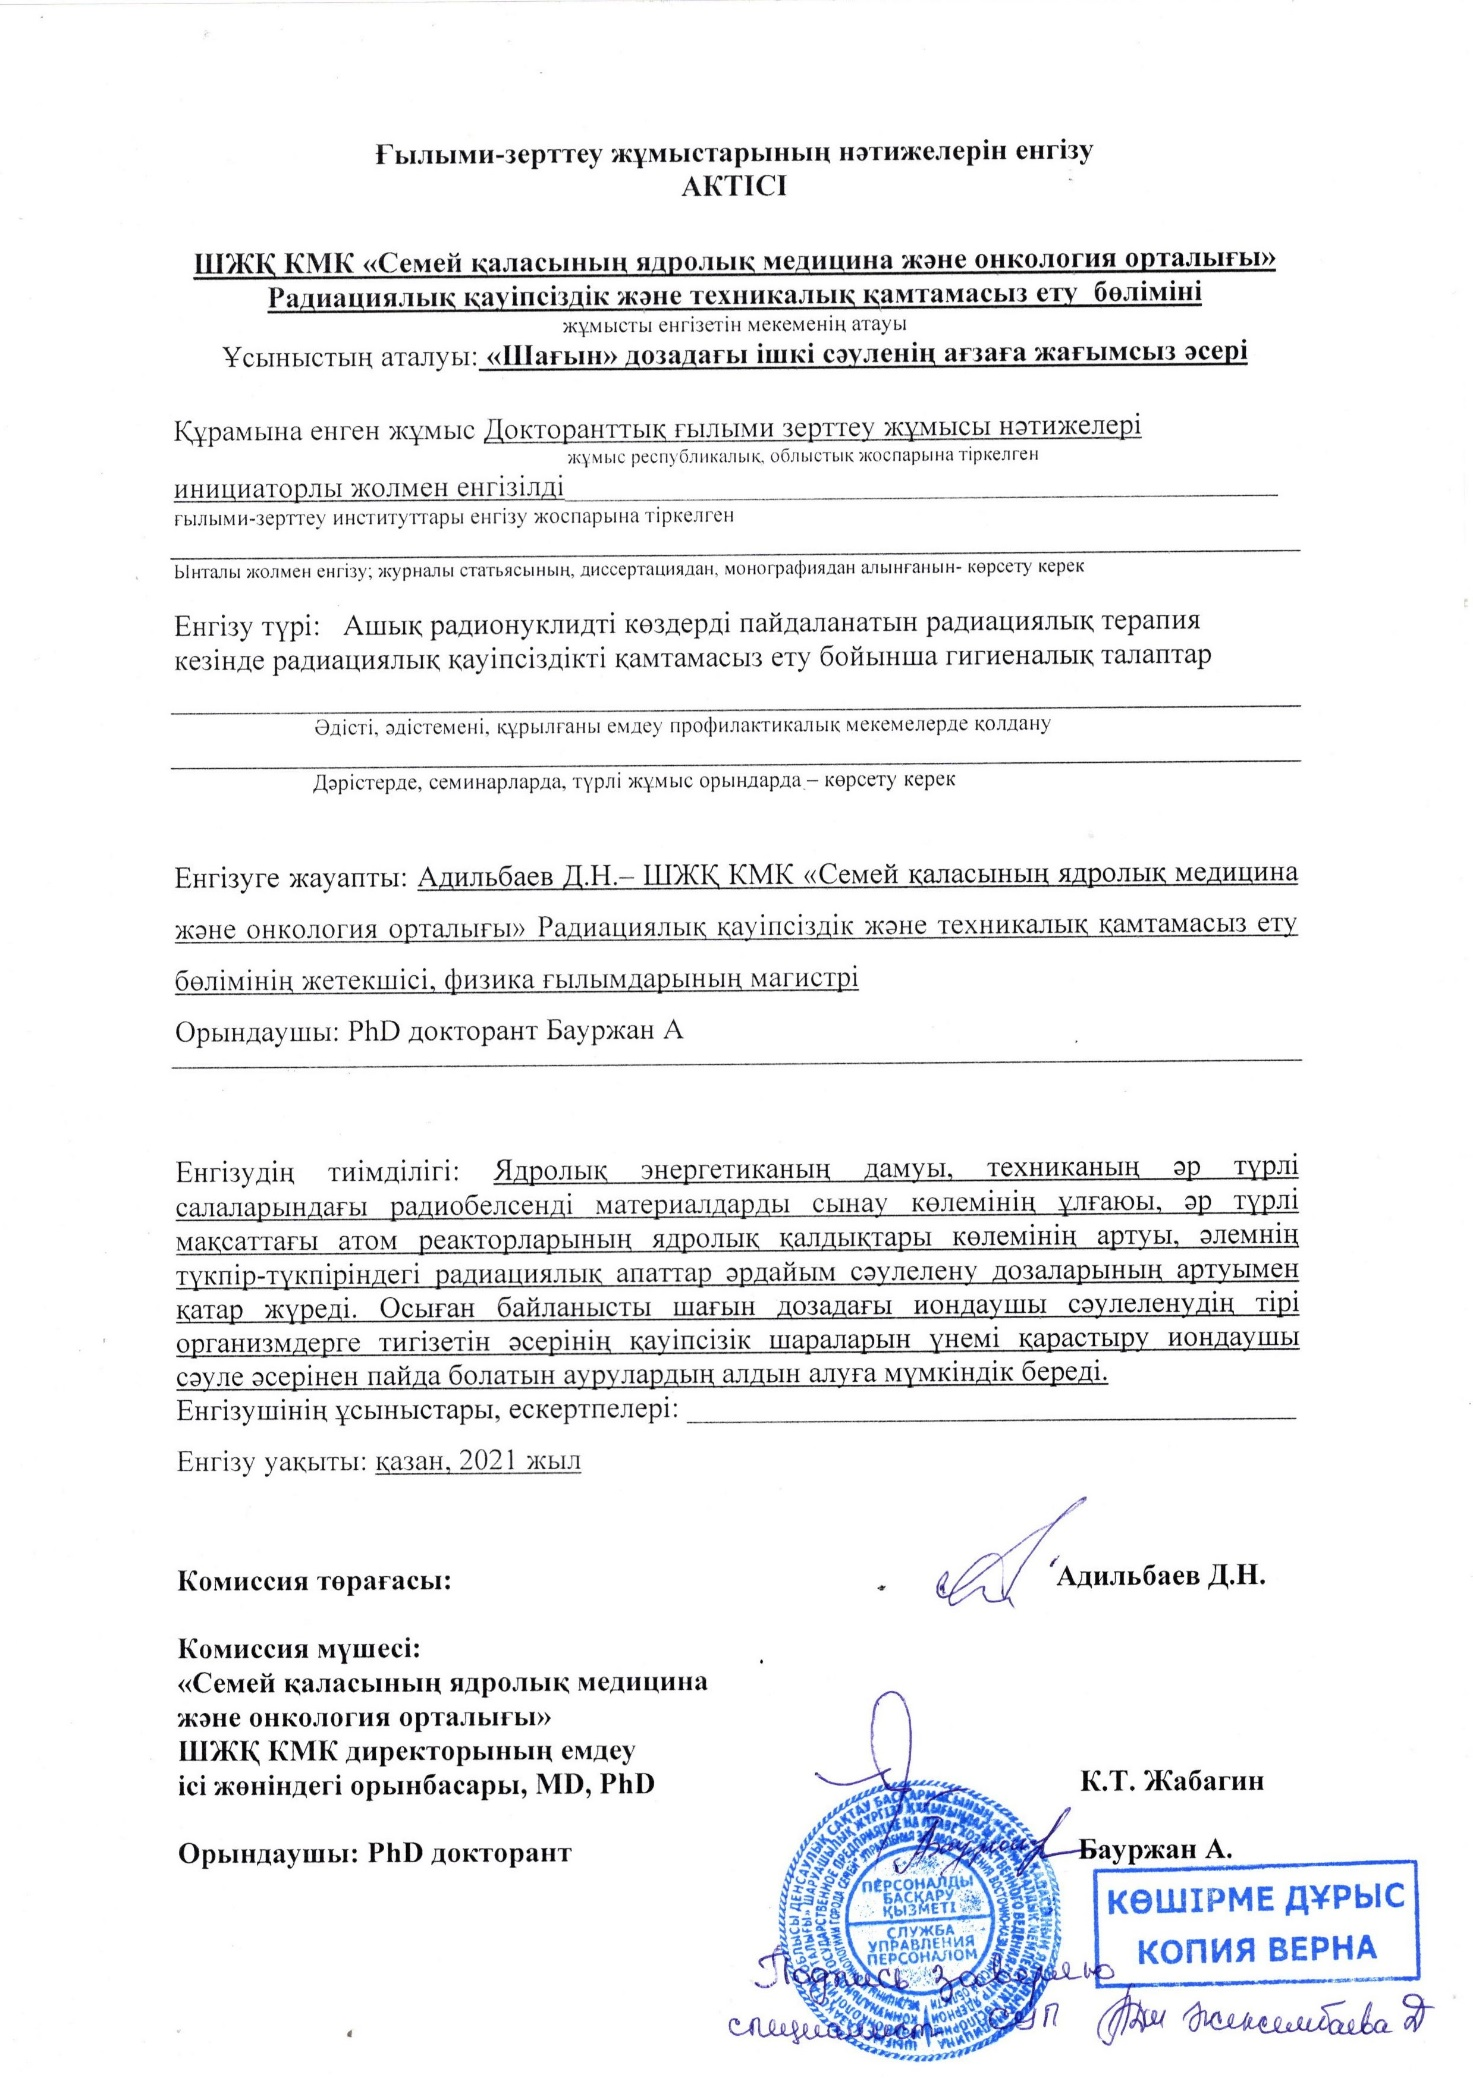 Ғылыми-зерттеу жұмыстарының нәтижелерін енгізу
АКТІСІ
ШЖҚ КМК «Семей қаласының ядролық медицина және онкология орталығы»
Радиациялық қауіпсіздік және техникалық қамтамасыз ету бөліміні
жұмысты енгізетін мекеменің атауы
Ұсыныстың аталуы: «Шағын» дозадағы ішкі сәуленің ағзаға жағымсыз әсері
Құрамына енген жұмыс Докторанттық ғылыми зерттеу жұмысы нәтижелері
жұмыс республикалық, облыстық жоспарына тіркелген
инициаторлы жолмен енгізілді
ғылыми-зерттеу институттары енгізу жоспарына тіркелген
Ынталы жолмен енгізу; журналы статьясының, диссертациядан, монографиядан алынғанын- көрсету керек
Енгізу түрі: Ашық радионуклидті көздерді пайдаланатын радиациялық терапия
кезінде радиациялық қауіпсіздікті қамтамасыз ету бойынша гигиеналық талаптар
Әдісті, әдістемені, құрылғаны емдеу профилактикалық мекемелерде қолдану
Дәрістерде, семинарларда, түрлі жұмыс орындарда – көрсету керек
Енгізуге жауапты: Адильбаев Д.Н.– ШЖҚ КМК «Семей қаласының ядролық медицина
және онкология орталығы» Радиациялық қауіпсіздік және техникалық қамтамасыз ету
бөлімінің жетекшісі, физика ғылымдарының магистрі
Орындаушы: PhD докторант Бауржан А
Енгізудің тиімділігі: Ядролық энергетиканың дамуы, техниканың әр түрлі
салаларындағы радиобелсенді материалдарды сынау көлемінің ұлғаюы, әр түрлі
мақсаттағы атом реакторларының ядролық қалдықтары көлемінің артуы, әлемнің
түкпір-түкпіріндегі радиациялық апаттар әрдайым сәулелену дозаларының артуымен
қатар жүреді. Осыған байланысты шағын дозадағы иондаушы сәулеленудің тірі
организмдерге тигізетін әсерінің қауіпсізік шараларын үнемі қарастыру иондаушы
сәуле әсерінен пайда болатын аурулардың алдын алуға мүмкіндік береді.
Енгізушінің ұсыныстары, ескертпелері:
Енгізу уақыты: қазан, 2021 жыл
Комиссия төрағасы: Адильбаев Д.Н.
Комиссия мүшесі:
«Семей қаласының ядролық медицина
және онкология орталығы»
ШЖҚ КМК директорының емдеу
ісі жөніндегі орынбасары, MD, PhD К.Т. Жабагин
Орындаушы: PhD докторант Бауржан А.
ПЕРСОНАЛДЫ
БАСҚАРУ
ҚЫЗМЕТІ
СЛУЖБА
УПРАВЛЕНИЯ
ПЕРСОНАЛОМ
КӨШІРМЕ ДҰРЫС
КОПИЯ ВЕРНА
Подпись заверяю
специалист СУП